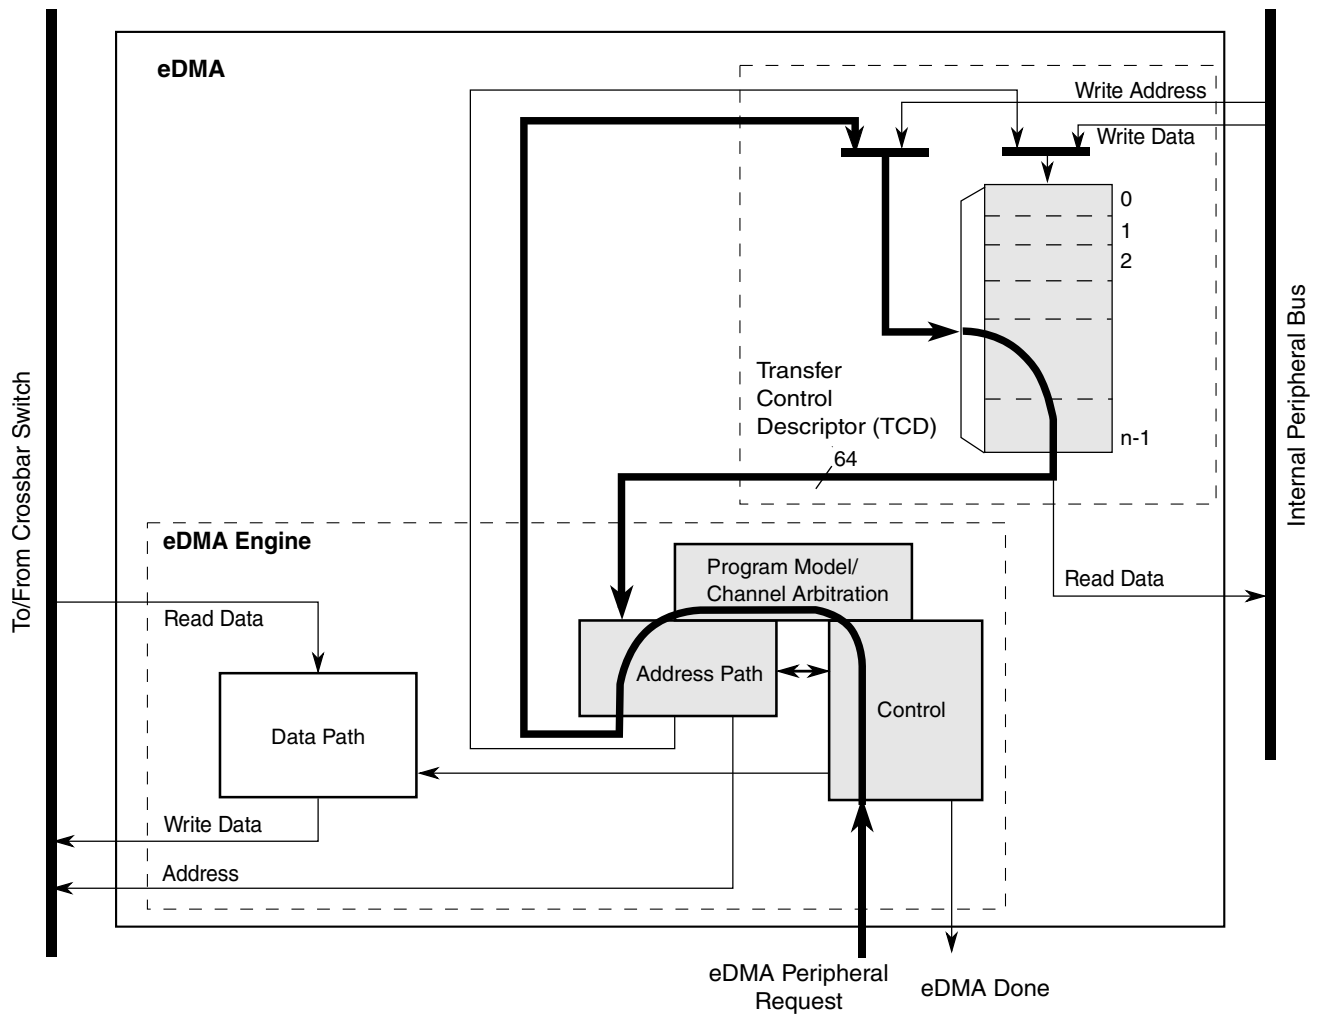 eDMA
Write Address
Write Data
0
1
2
n-1
Transfer
Control
Descriptor (TCD)
64
To/From Crossbar Switch
Internal Peripheral Bus
eDMA Engine
Program Model/
Channel Arbitration
Read Data
Read Data
Address Path
Control
Data Path
Write Data
Address
eDMA Peripheral
Request
eDMA Done